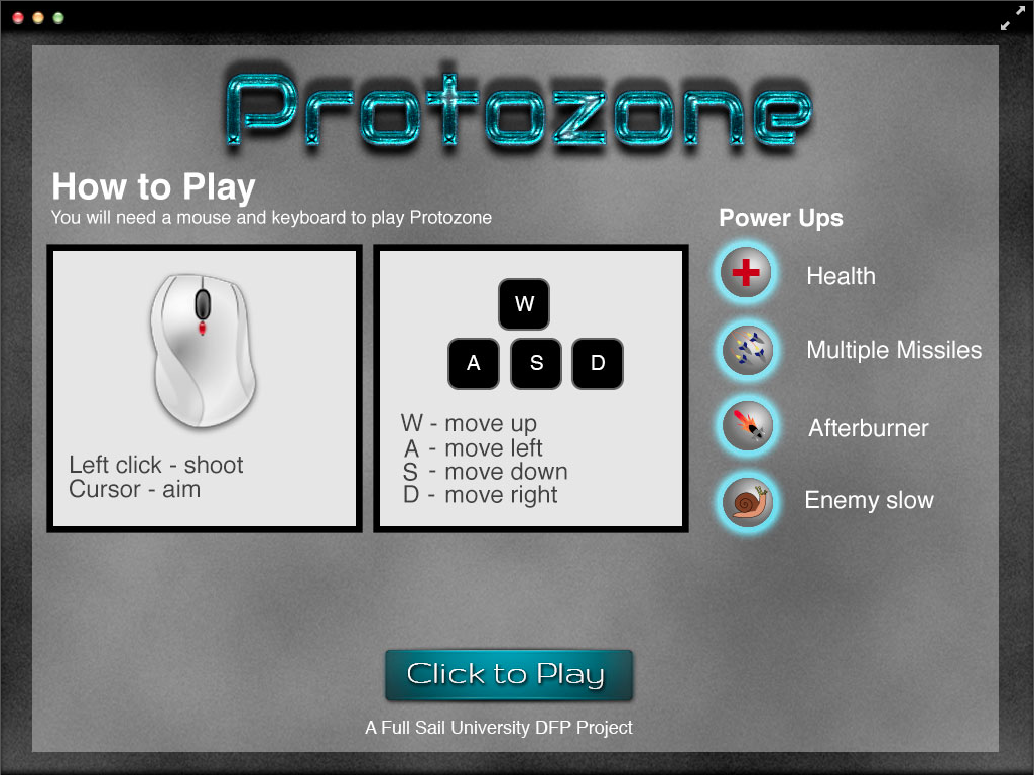 Protozone
How to Play
You will need a mouse and keyboard to play Protozone
Left click - shoot
Cursor - aim
W
A S D
W - move up
A - move left
S - move down
D - move right
Power Ups
Health
Multiple Missiles
Afterburner
Enemy slow
Click to Play
A Full Sail University DFP Project